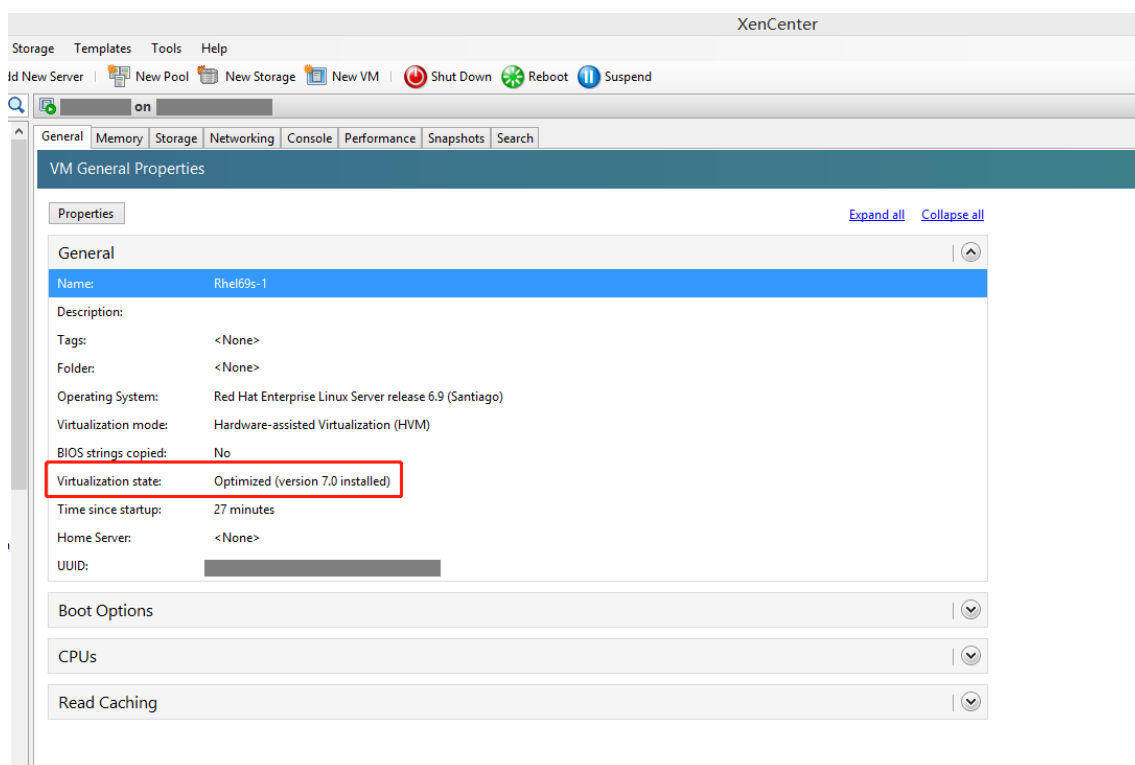 XenCenter
Storage Templates Tools Help
New Server New Pool New Storage New VM Shut Down Reboot Suspend
on
General Memory Storage Networking Console Performance Snapshots Search
VM General Properties
Properties Expand all Collapse all
General
Name: Rhel69s-1
Description:
Tags: <None>
Folder: <None>
Operating System: Red Hat Enterprise Linux Server release 6.9 (Santiago)
Virtualization mode: Hardware-assisted Virtualization (HVM)
BIOS strings copied: No
Virtualization state: Optimized (version 7.0 installed)
Time since startup: 27 minutes
Home Server: <None>
UUID:
Boot Options
CPUs
Read Caching